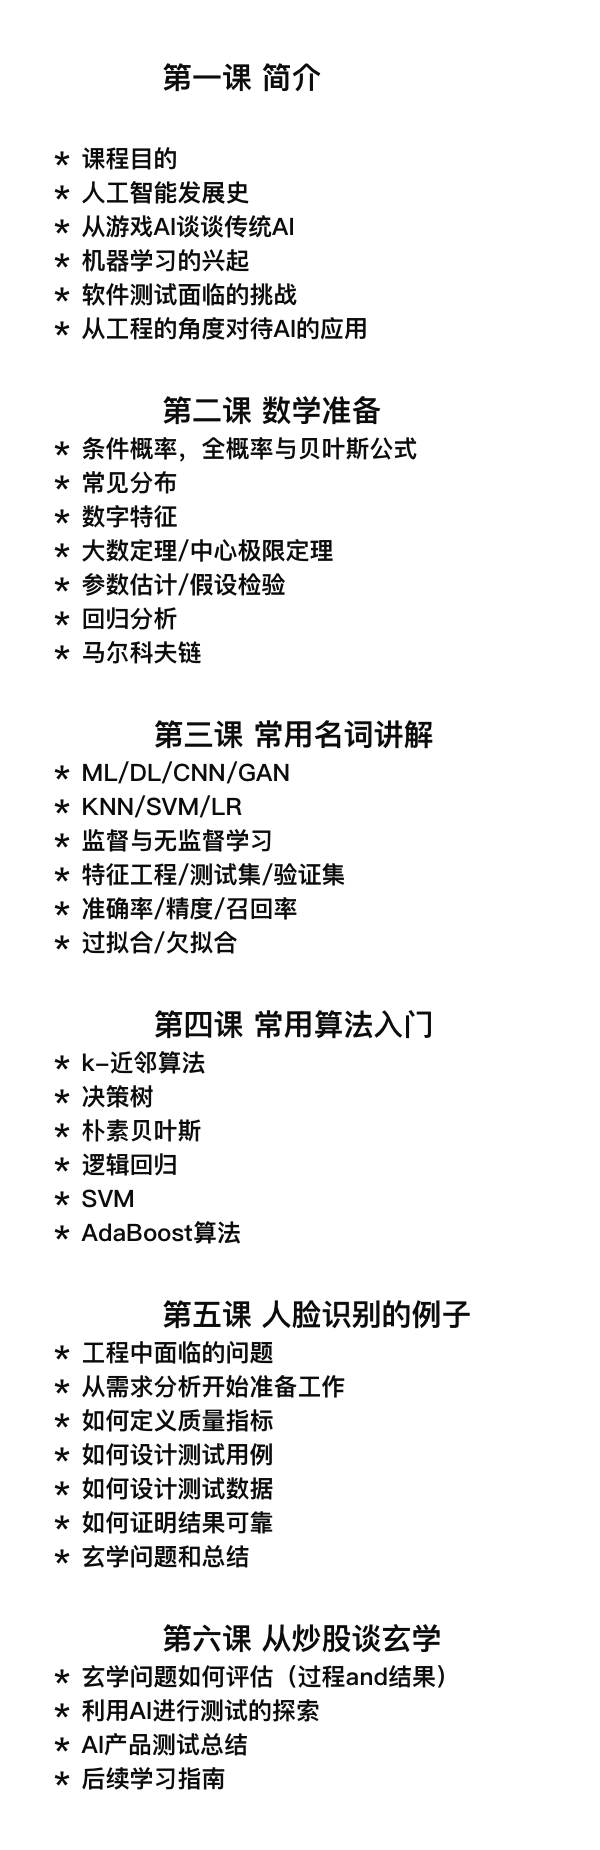 第一课 简介
* 课程目的
* 人工智能发展史
* 从游戏AI谈谈传统AI
* 机器学习的兴起
* 软件测试面临的挑战
* 从工程的角度对待AI的应用
第二课 数学准备
* 条件概率，全概率与贝叶斯公式
* 常见分布
* 数字特征
* 大数定理/中心极限定理
* 参数估计/假设检验
* 回归分析
* 马尔科夫链
第三课 常用名词讲解
* ML/DL/CNN/GAN
* KNN/SVM/LR
* 监督与无监督学习
* 特征工程/测试集/验证集
* 准确率/精度/召回率
* 过拟合/欠拟合
第四课 常用算法入门
* k-近邻算法
* 决策树
* 朴素贝叶斯
* 逻辑回归
* SVM
* AdaBoost算法
第五课 人脸识别的例子
* 工程中面临的问题
* 从需求分析开始准备工作
* 如何定义质量指标
* 如何设计测试用例
* 如何设计测试数据
* 如何证明结果可靠
* 玄学问题和总结
第六课 从炒股谈玄学
* 玄学问题如何评估（过程and结果）
* 利用AI进行测试的探索
* AI产品测试总结
* 后续学习指南